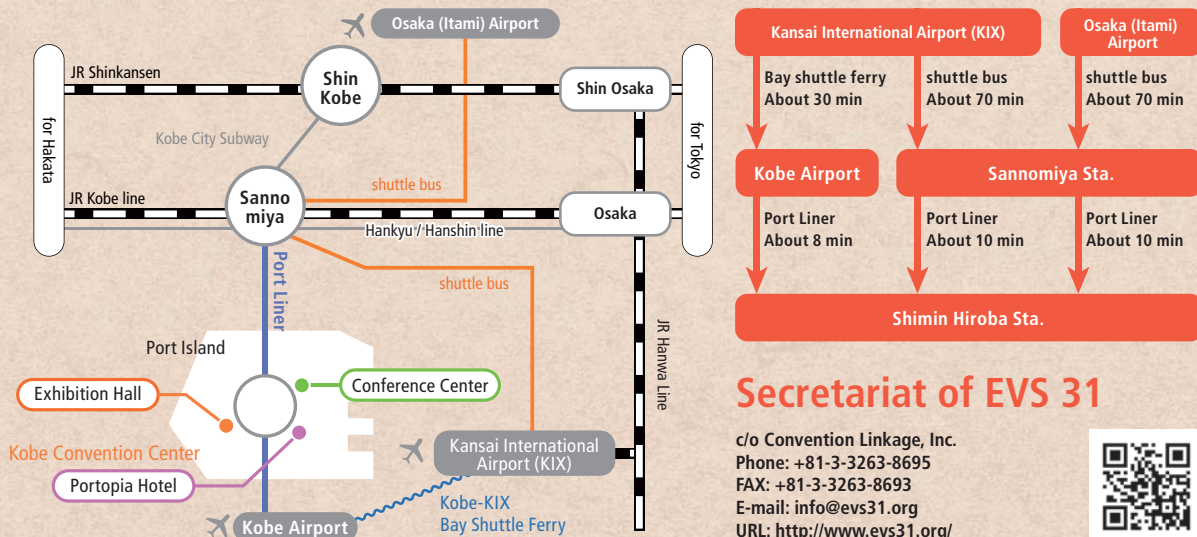 Osaka (Itami) Airport
JR Shinkansen
Shin
Kobe
Shin Osaka
for Hakata
for Tokyo
Kobe City Subway
shuttle bus
JR Kobe line
Sanno
miya
Osaka
Hankyu / Hanshin line
Port Liner
shuttle bus
JR Hanwa Line
Port Island
Exhibition Hall
Conference Center
Kobe Convention Center
Portopia Hotel
Kansai International
Airport (KIX)
Kobe-KIX
Bay Shuttle Ferry
Kobe Airport
Kansai International Airport (KIX)
Osaka (Itami)
Airport
Bay shuttle ferry
About 30 min
shuttle bus
About 70 min
shuttle bus
About 70 min
Kobe Airport
Sannomiya Sta.
Port Liner
About 8 min
Port Liner
About 10 min
Port Liner
About 10 min
Shimin Hiroba Sta.
Secretariat of EVS 31
c/o Convention Linkage, Inc.
Phone: +81-3-3263-8695
FAX: +81-3-3263-8693
E-mail: info@evs31.org
URL: http://www.evs31.org/